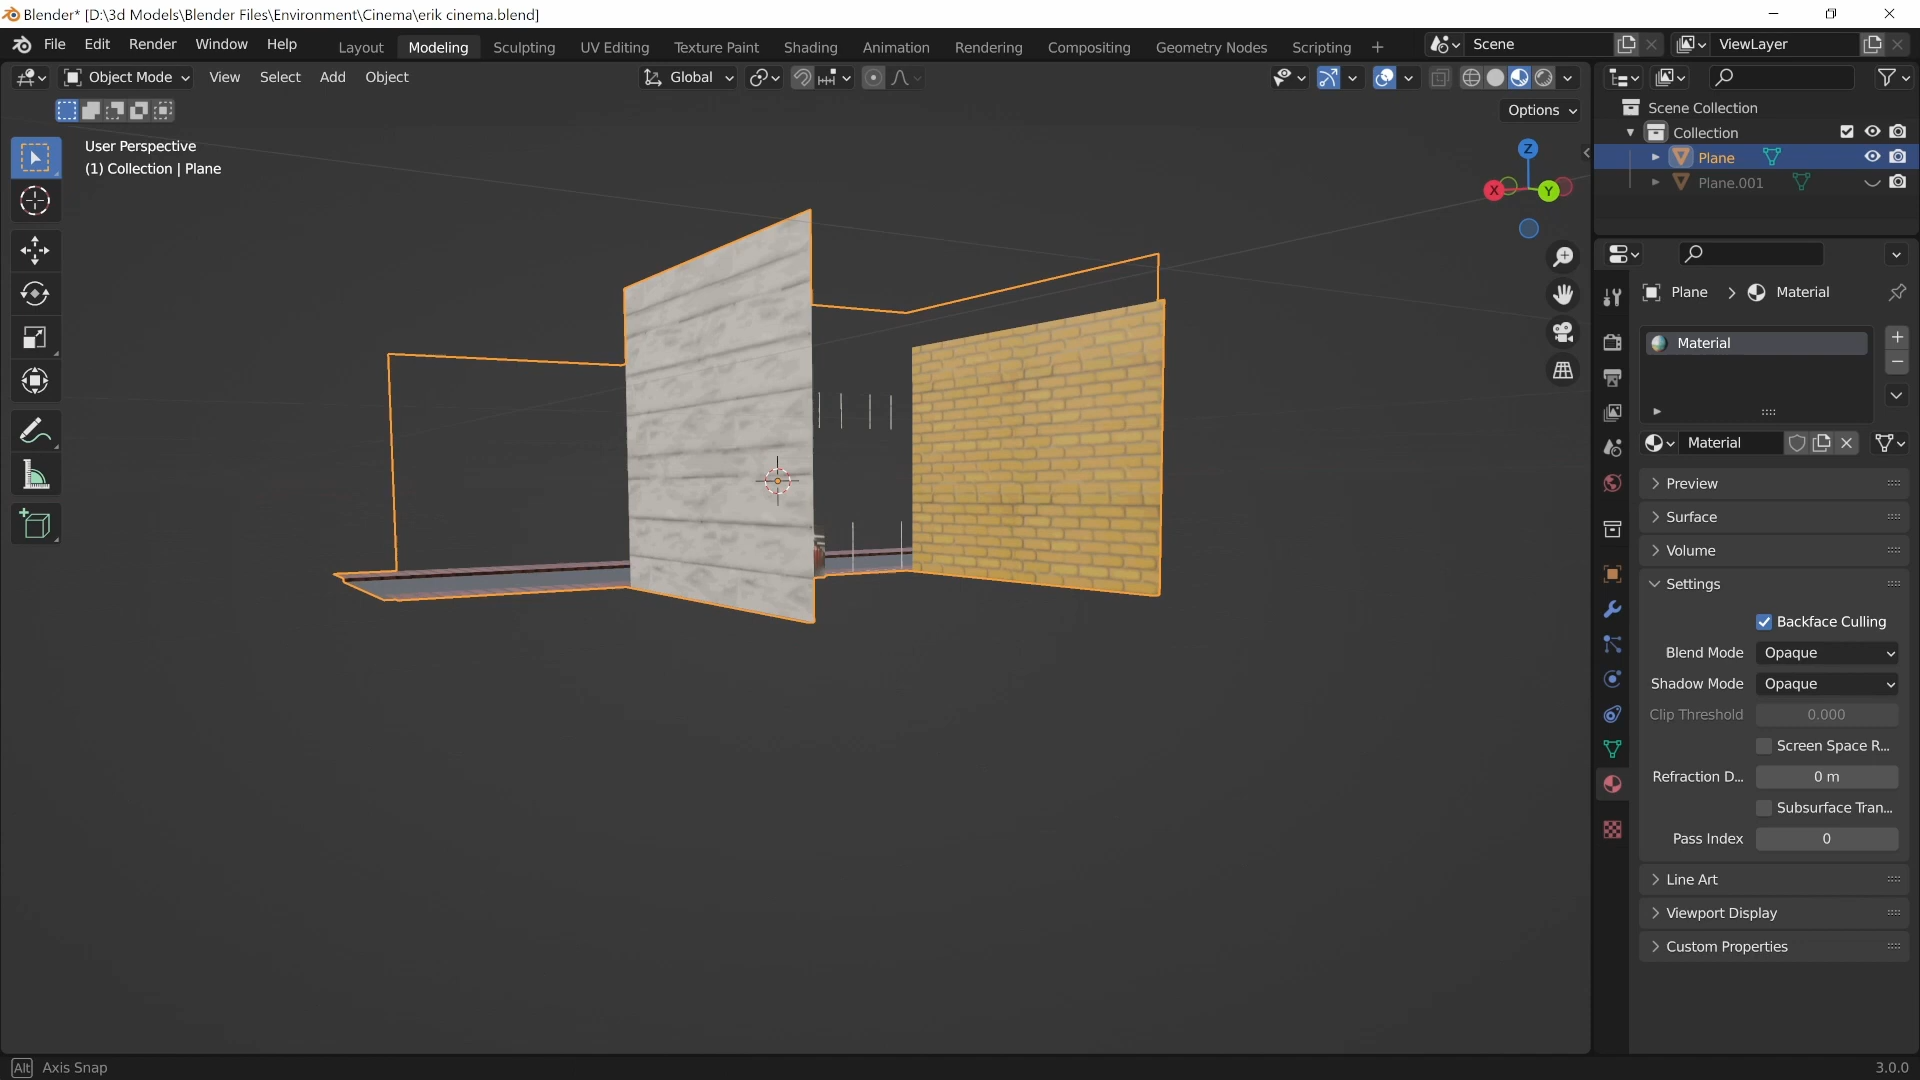 Blender* [D:\3d Models\Blender Files\Environment\Cinema\erik cinema.blend]
File Edit Render Window Help Layout Modeling Sculpting UV Editing Texture Paint Shading Animation Rendering Compositing Geometry Nodes Scripting + Scene ViewLayer
Object Mode View Select Add Object Global
Options
User Perspective
(1) Collection | Plane
Z
X
Y
Scene Collection
Collection
Plane
Plane.001
Plane > Material
Material
Material
Preview
Surface
Volume
Settings
Backface Culling
Blend Mode Opaque
Shadow Mode Opaque
Clip Threshold 0.000
Screen Space R...
Refraction D... 0 m
Subsurface Tran...
Pass Index 0
Line Art
Viewport Display
Custom Properties
Alt Axis Snap
3.0.0